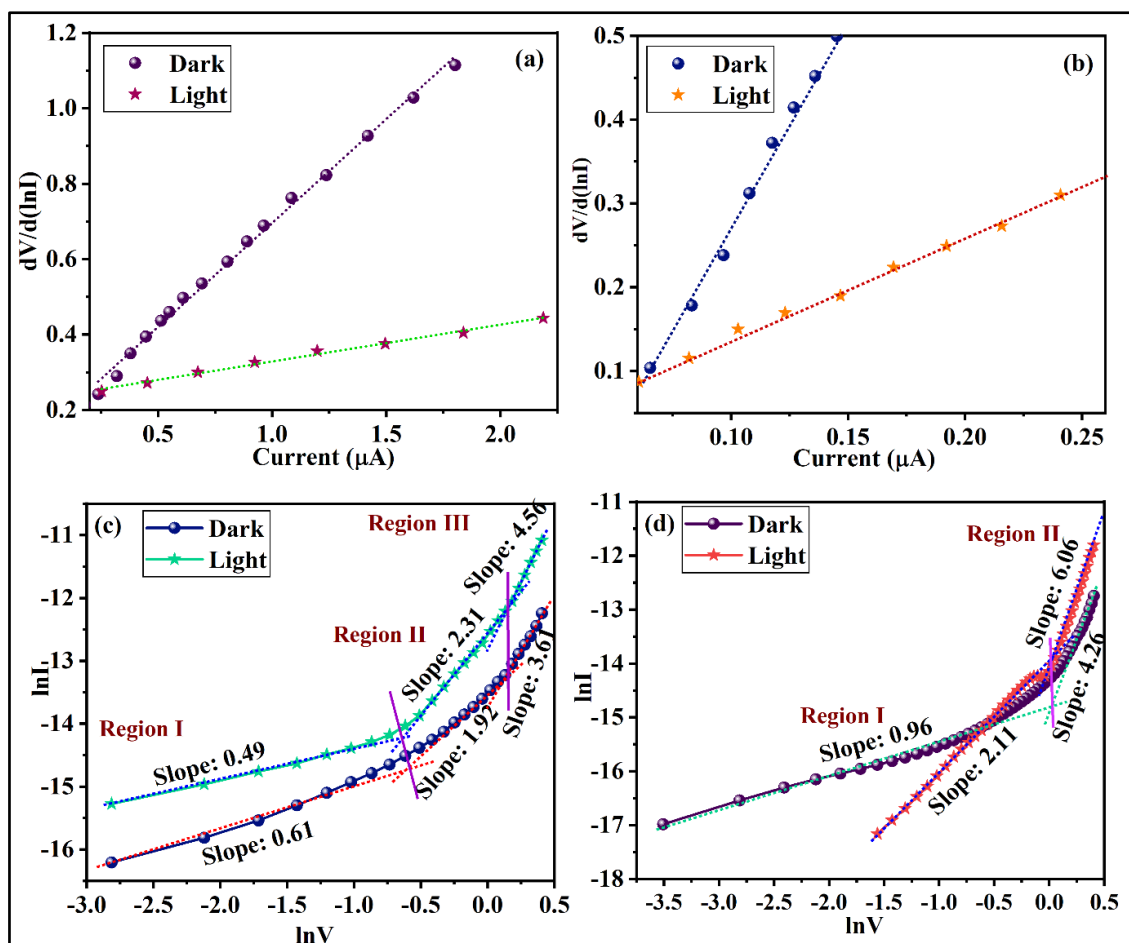 (a)
Dark
Light
dV/d(lnI)
1.2
1.0
0.8
0.6
0.4
0.2
0.5
1.0
1.5
2.0
Current (μA)
(b)
Dark
Light
dV/d(lnI)
0.5
0.4
0.3
0.2
0.1
0.10
0.15
0.20
0.25
Current (μA)
(c)
Dark
Light
Region III
Region II
Region I
Slope: 4.56
Slope: 2.31
Slope: 3.61
Slope: 1.92
Slope: 0.49
Slope: 0.61
lnI
-11
-12
-13
-14
-15
-16
-3.0
-2.5
-2.0
-1.5
-1.0
-0.5
0.0
0.5
lnV
(d)
Dark
Light
Region II
Region I
Slope: 6.06
Slope: 4.26
Slope: 0.96
Slope: 2.11
lnI
-11
-12
-13
-14
-15
-16
-17
-18
-3.5
-3.0
-2.5
-2.0
-1.5
-1.0
-0.5
0.0
0.5
lnV